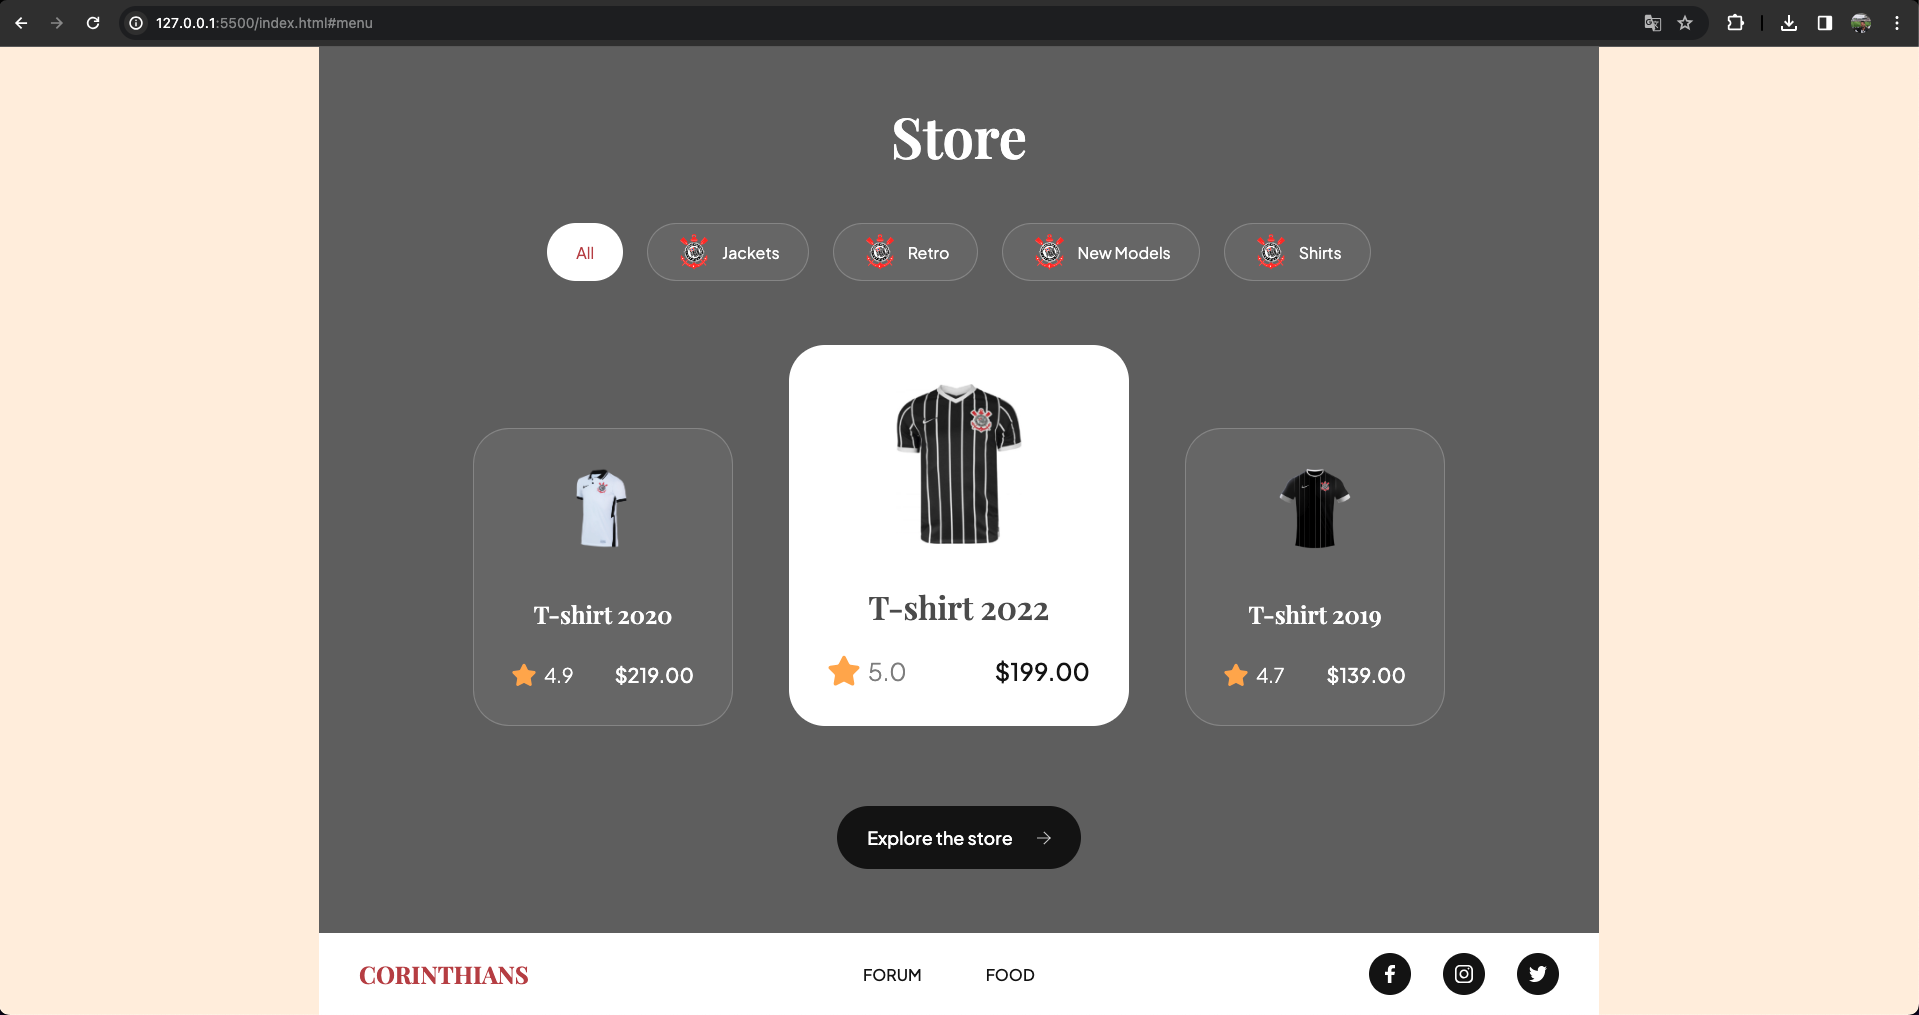 127.0.0.1:5500/index.html#menu
Store
All
Jackets
Retro
New Models
Shirts
T-shirt 2020
4.9
$219.00
T-shirt 2022
5.0
$199.00
T-shirt 2019
4.7
$139.00
Explore the store
CORINTHIANS
FORUM
FOOD